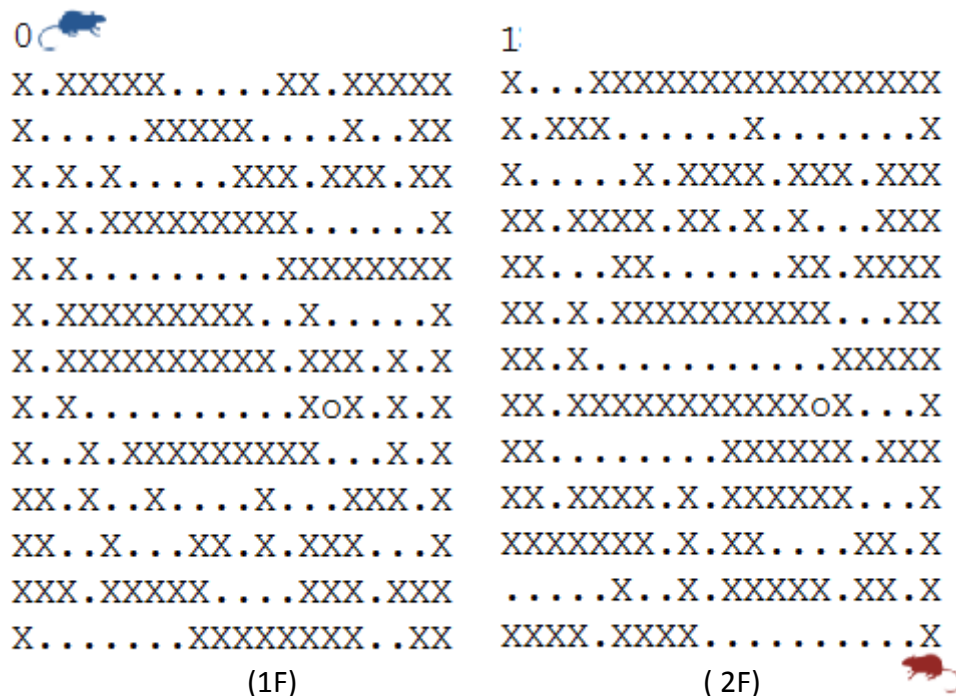 0
X.XXXXX.....XX.XXXXX
X.....XXXXX....X..XX
X.X.X.....XXX.XXX.XX
X.X.XXXXXXXXX......X
X.X.........XXXXXXXX
X.XXXXXXXXX..X.....X
X.XXXXXXXXXX.XXX.X.X
X.X..........XoX.X.X
X..X.XXXXXXXXX...X.X
XX.X..X....X...XXX.X
XX..X...XX.X.XXX...X
XXX.XXXXX....XXX.XXX
X.......XXXXXXXX..XX
(1F)
1
X...XXXXXXXXXXXXXXXX
X.XXX......X.......X
X.....X.XXXX.XXX.XXX
XX.XXXX.XX.X.X...XXX
XX...XX......XX.XXXX
XX.X.XXXXXXXXXX...XX
XX.X...........XXXXX
XX.XXXXXXXXXXXoX...X
XX........XXXXXX.XXX
XX.XXXX.X.XXXXXX...X
XXXXXXX.X.XX....XX.X
.....X..X.XXXXX.XX.X
XXXX.XXXX..........X
( 2F)